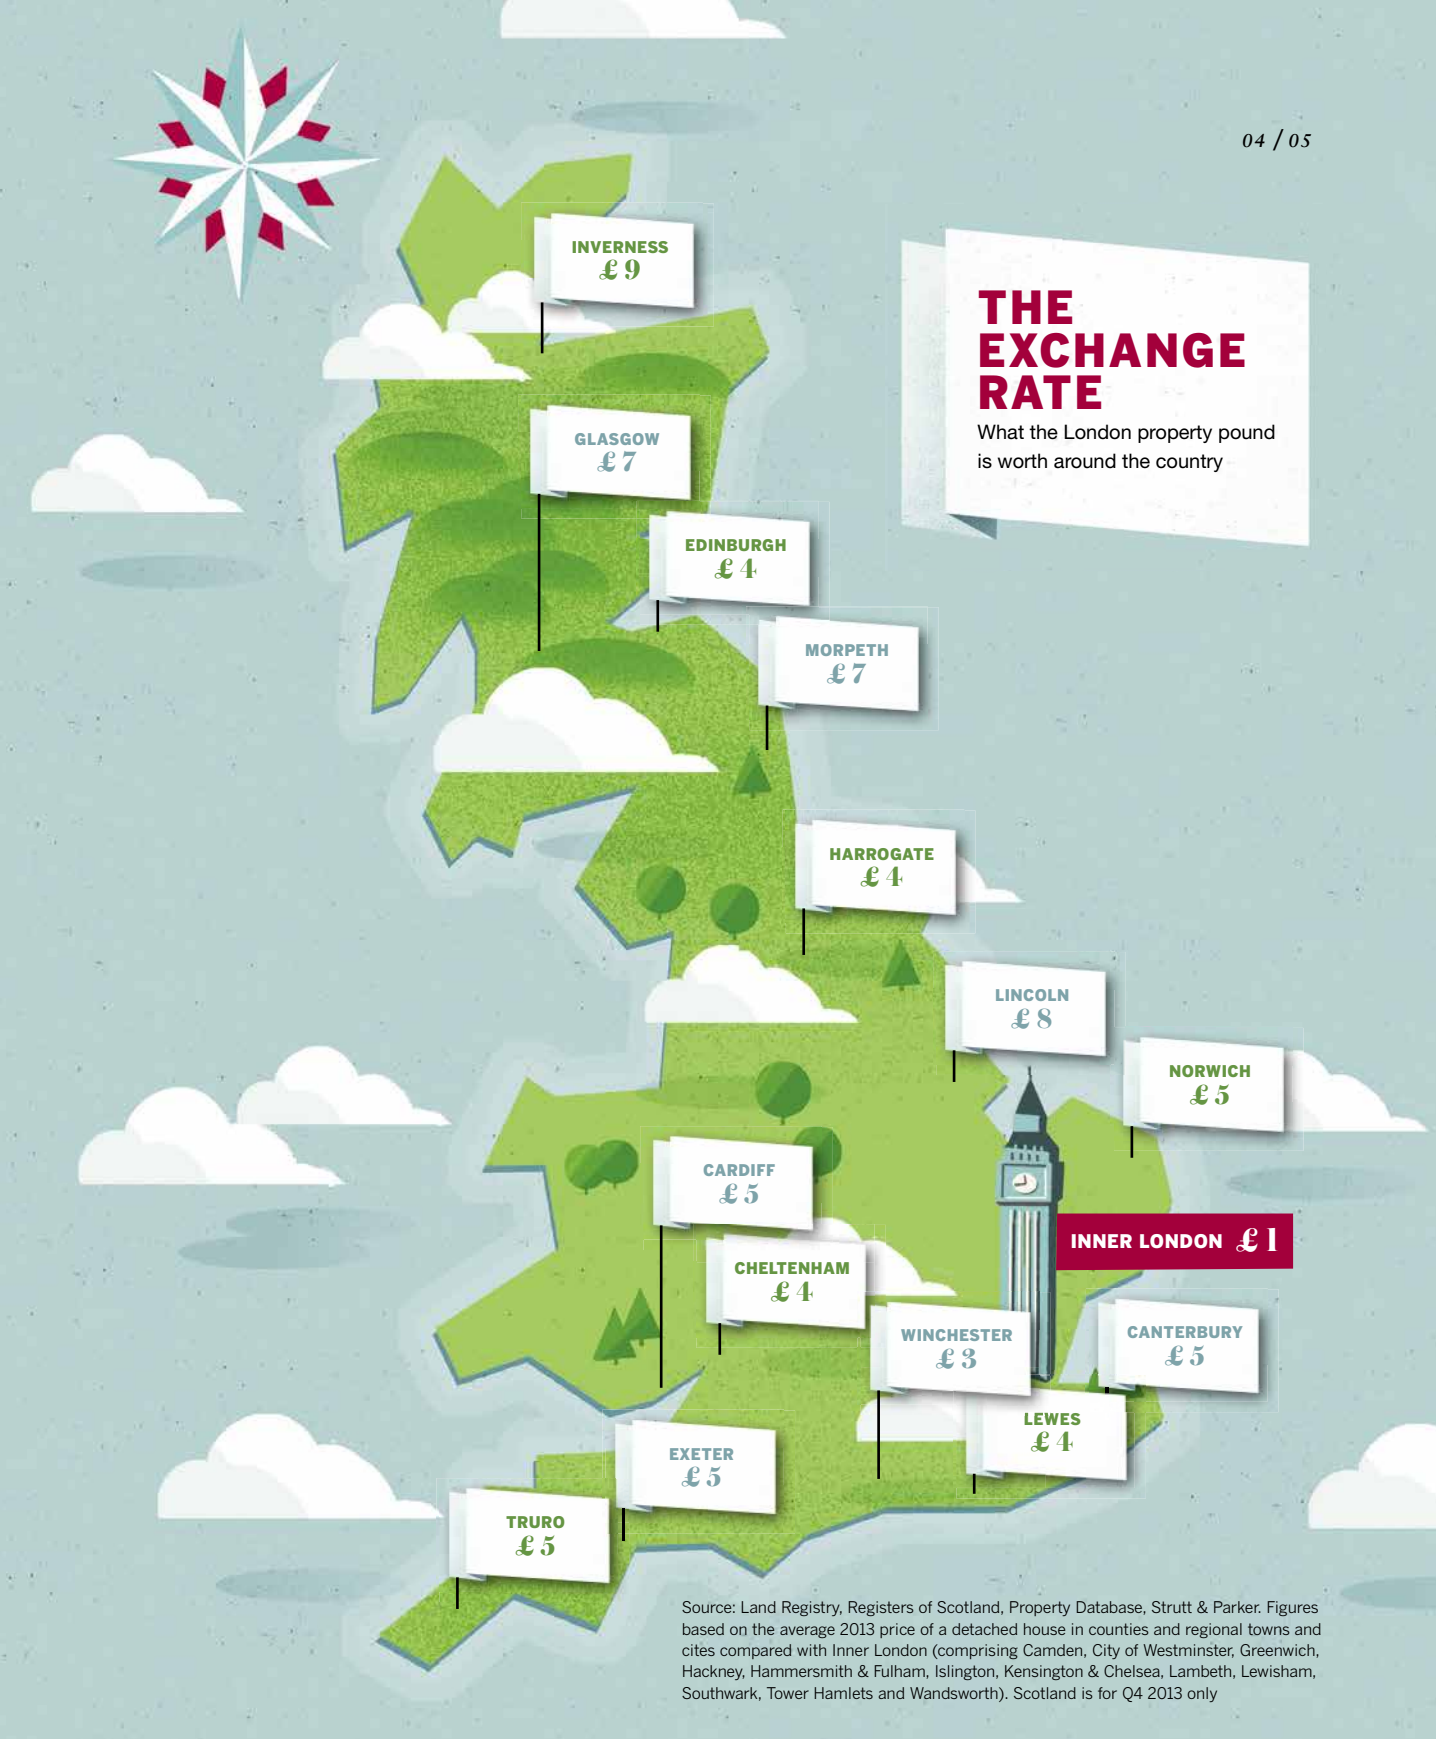 04 / 05
THE
EXCHANGE
RATE
What the London property pound
is worth around the country
INVERNESS
£9
GLASGOW
£7
EDINBURGH
£4
MORPETH
£7
HARROGATE
£4
LINCOLN
£8
NORWICH
£5
CARDIFF
£5
INNER LONDON £1
CHELTENHAM
£4
WINCHESTER
£3
CANTERBURY
£5
LEWES
£4
EXETER
£5
TRURO
£5
Source: Land Registry, Registers of Scotland, Property Database, Strutt & Parker. Figures
based on the average 2013 price of a detached house in counties and regional towns and
cites compared with Inner London (comprising Camden, City of Westminster, Greenwich,
Hackney, Hammersmith & Fulham, Islington, Kensington & Chelsea, Lambeth, Lewisham,
Southwark, Tower Hamlets and Wandsworth). Scotland is for Q4 2013 only